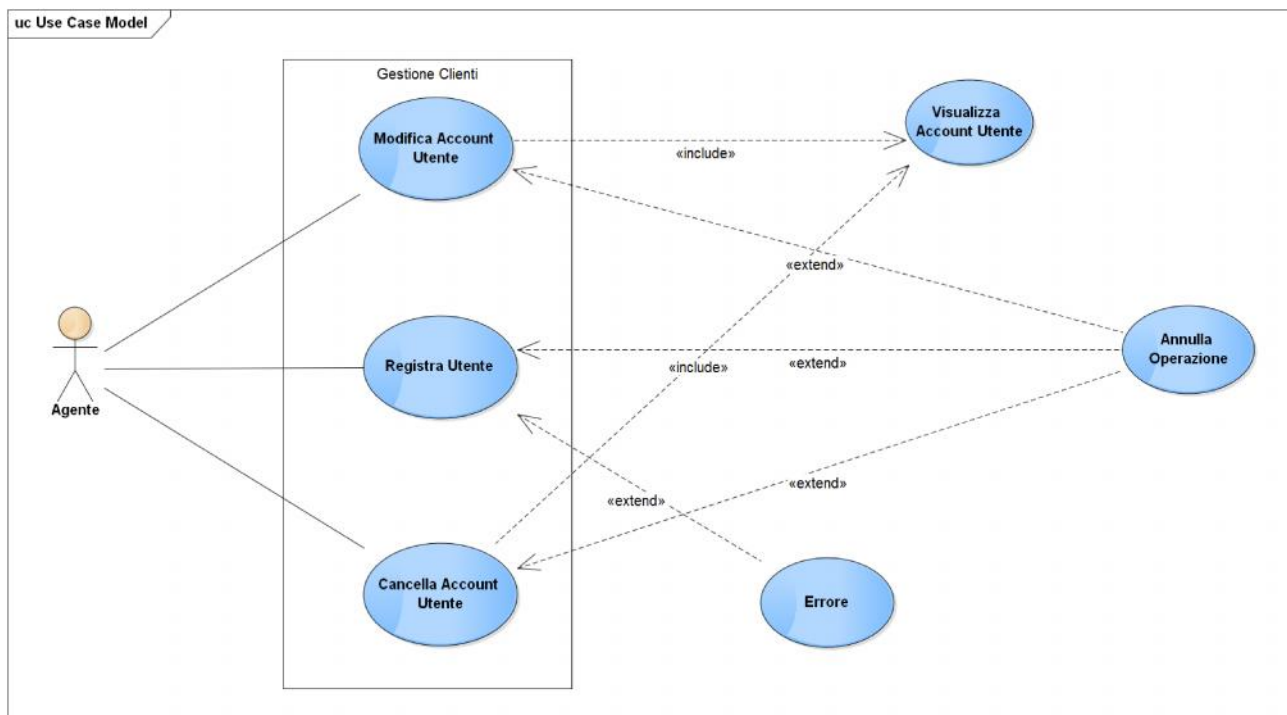 uc Use Case Model
Gestione Clienti
Modifica Account
Utente
Visualizza
Account Utente
«include»
«extend»
Registra Utente
«extend»
«include»
Annulla
Operazione
Agente
«extend»
«extend»
Cancella Account
Utente
Errore